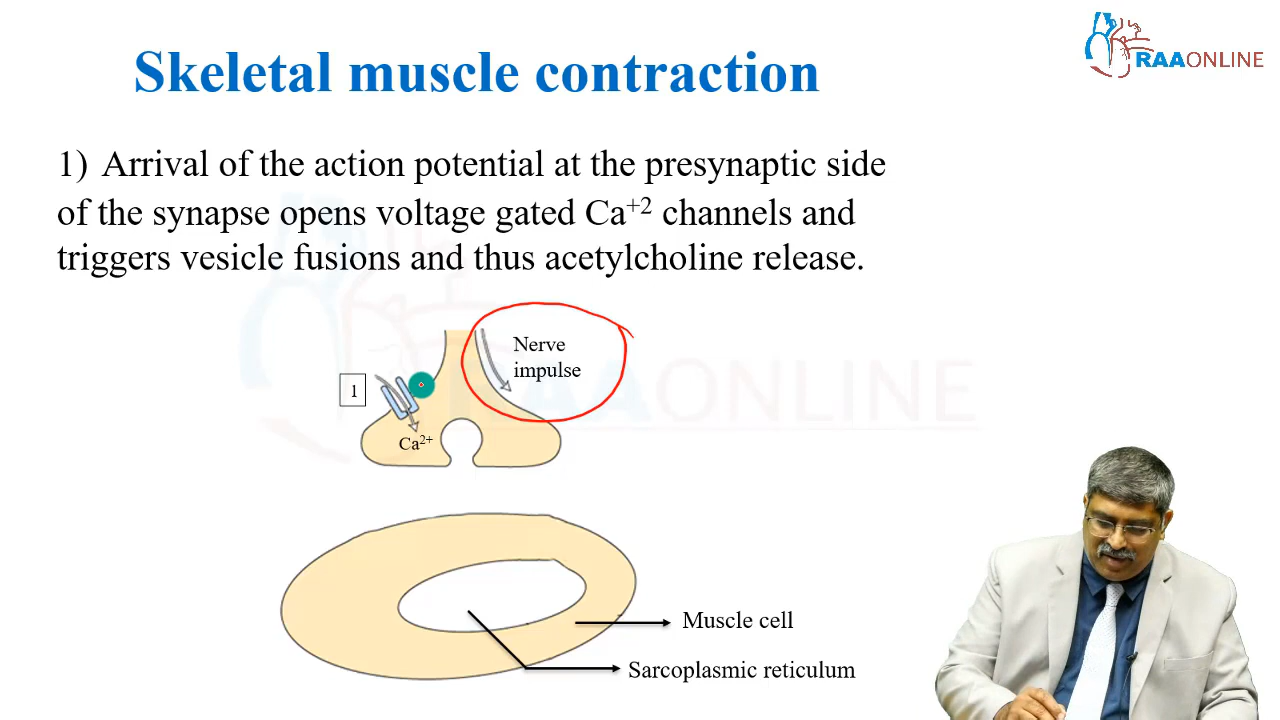 Skeletal muscle contraction
RAAONLINE
1) Arrival of the action potential at the presynaptic side
of the synapse opens voltage gated Ca+2 channels and
triggers vesicle fusions and thus acetylcholine release.
Nerve
impulse
1
Ca2+
RAAONLINE
Muscle cell
Sarcoplasmic reticulum